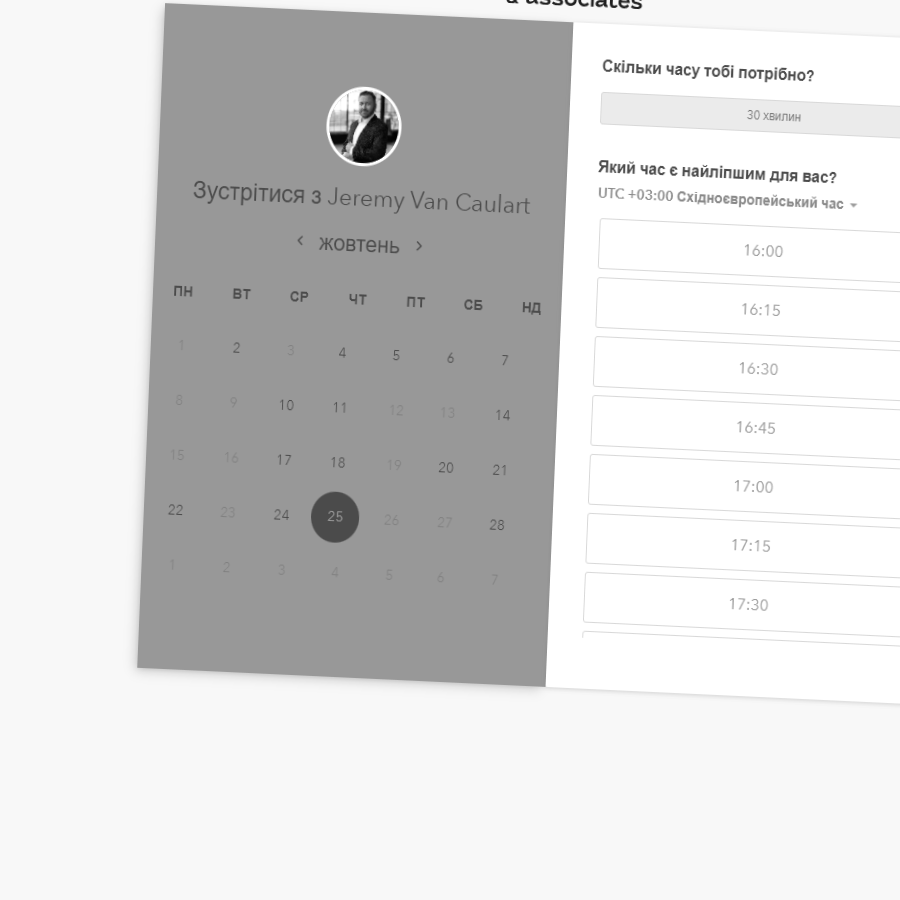 & associates
Зустрітися з Jeremy Van Caulart
‹ жовтень ›
ПН ВТ СР ЧТ ПТ СБ НД
1 2 3 4 5 6 7
8 9 10 11 12 13 14
15 16 17 18 19 20 21
22 23 24 25 26 27 28
1 2 3 4 5 6 7
Скільки часу тобі потрібно?
30 хвилин
Який час є найліпшим для вас?
UTC +03:00 Східноєвропейський час
16:00
16:15
16:30
16:45
17:00
17:15
17:30